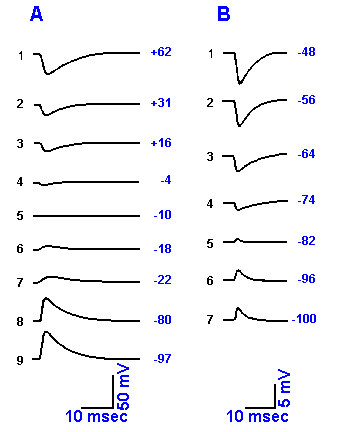 A
B
1 +62
2 +31
3 +16
4 -4
5 -10
6 -18
7 -22
8 -80
9 -97
50 mV
10 msec
1 -48
2 -56
3 -64
4 -74
5 -82
6 -96
7 -100
5 mV
10 msec